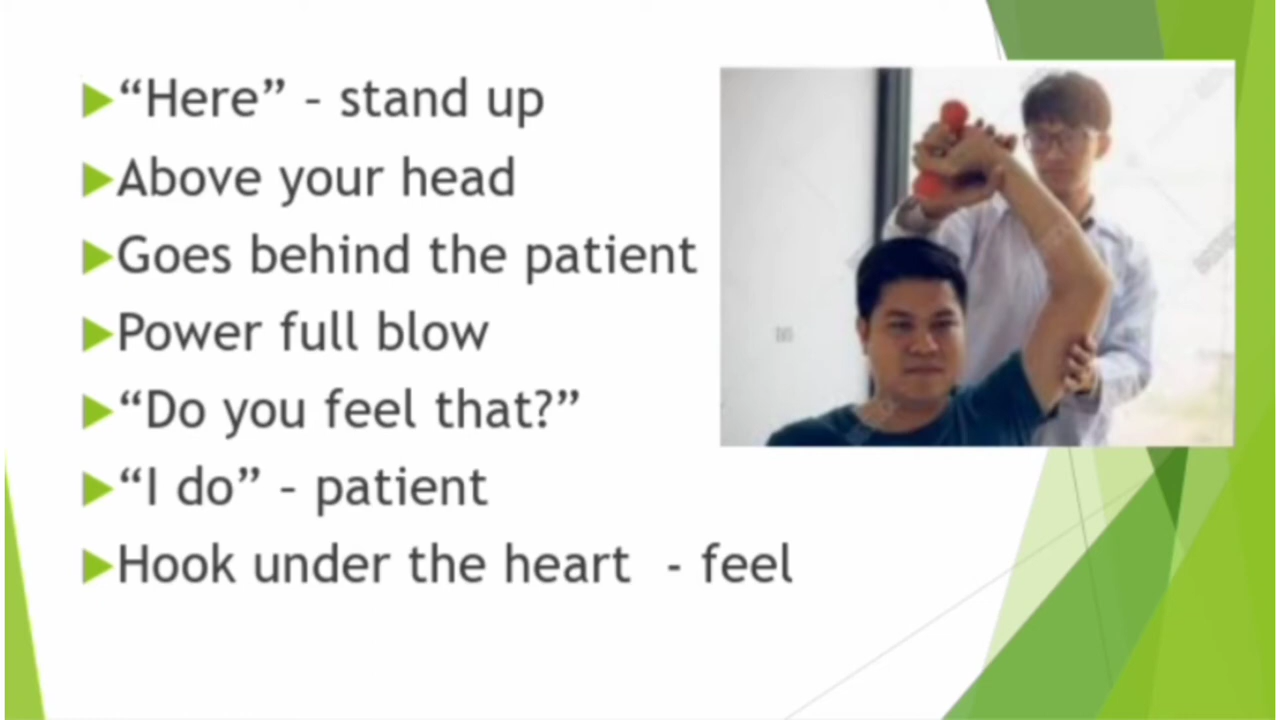 “Here” – stand up
Above your head
Goes behind the patient
Power full blow
“Do you feel that?”
“I do” – patient
Hook under the heart - feel